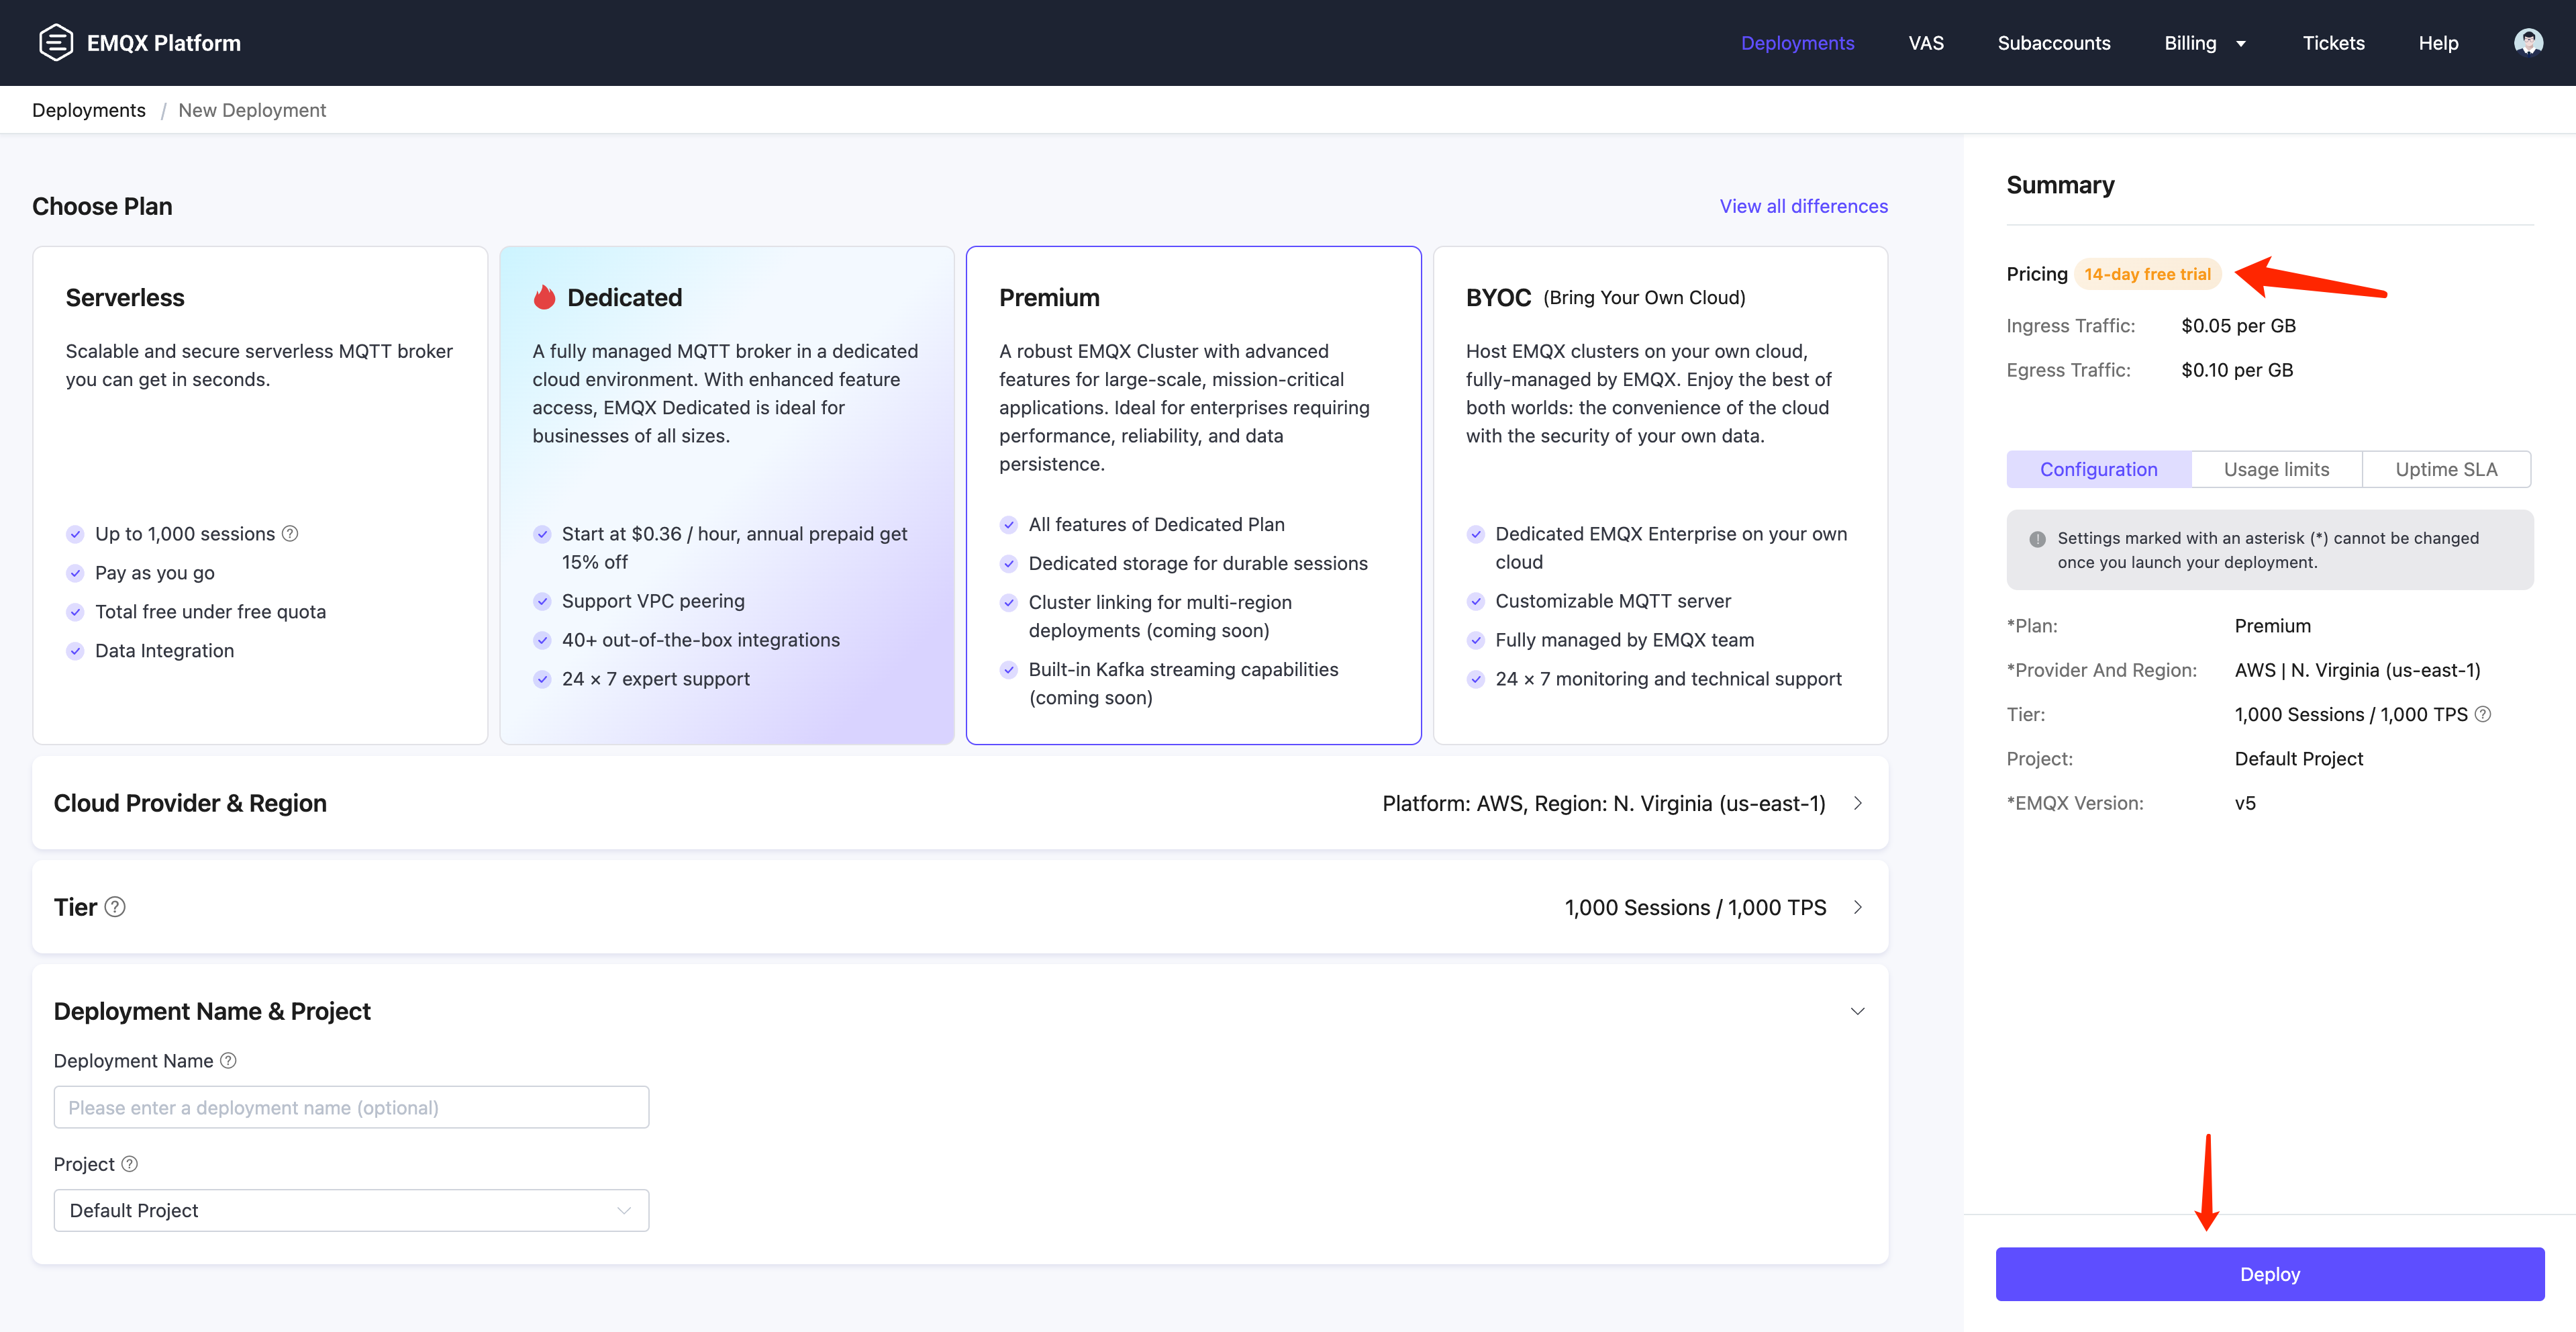 EMQX Platform
Deployments
VAS
Subaccounts
Billing
Tickets
Help
Deployments / New Deployment
Choose Plan
View all differences
Serverless
Scalable and secure serverless MQTT broker
you can get in seconds.
Up to 1,000 sessions
Pay as you go
Total free under free quota
Data Integration
Dedicated
A fully managed MQTT broker in a dedicated
cloud environment. With enhanced feature
access, EMQX Dedicated is ideal for
businesses of all sizes.
Start at $0.36 / hour, annual prepaid get
15% off
Support VPC peering
40+ out-of-the-box integrations
24 × 7 expert support
Premium
A robust EMQX Cluster with advanced
features for large-scale, mission-critical
applications. Ideal for enterprises requiring
performance, reliability, and data
persistence.
All features of Dedicated Plan
Dedicated storage for durable sessions
Cluster linking for multi-region
deployments (coming soon)
Built-in Kafka streaming capabilities
(coming soon)
BYOC (Bring Your Own Cloud)
Host EMQX clusters on your own cloud,
fully-managed by EMQX. Enjoy the best of
both worlds: the convenience of the cloud
with the security of your own data.
Dedicated EMQX Enterprise on your own
cloud
Customizable MQTT server
Fully managed by EMQX team
24 × 7 monitoring and technical support
Cloud Provider & Region
Platform: AWS, Region: N. Virginia (us-east-1)
Tier
1,000 Sessions / 1,000 TPS
Deployment Name & Project
Deployment Name
Please enter a deployment name (optional)
Project
Default Project
Summary
Pricing 14-day free trial
Ingress Traffic: $0.05 per GB
Egress Traffic: $0.10 per GB
Configuration
Usage limits
Uptime SLA
Settings marked with an asterisk (*) cannot be changed
once you launch your deployment.
*Plan: Premium
*Provider And Region: AWS | N. Virginia (us-east-1)
Tier: 1,000 Sessions / 1,000 TPS
Project: Default Project
*EMQX Version: v5
Deploy